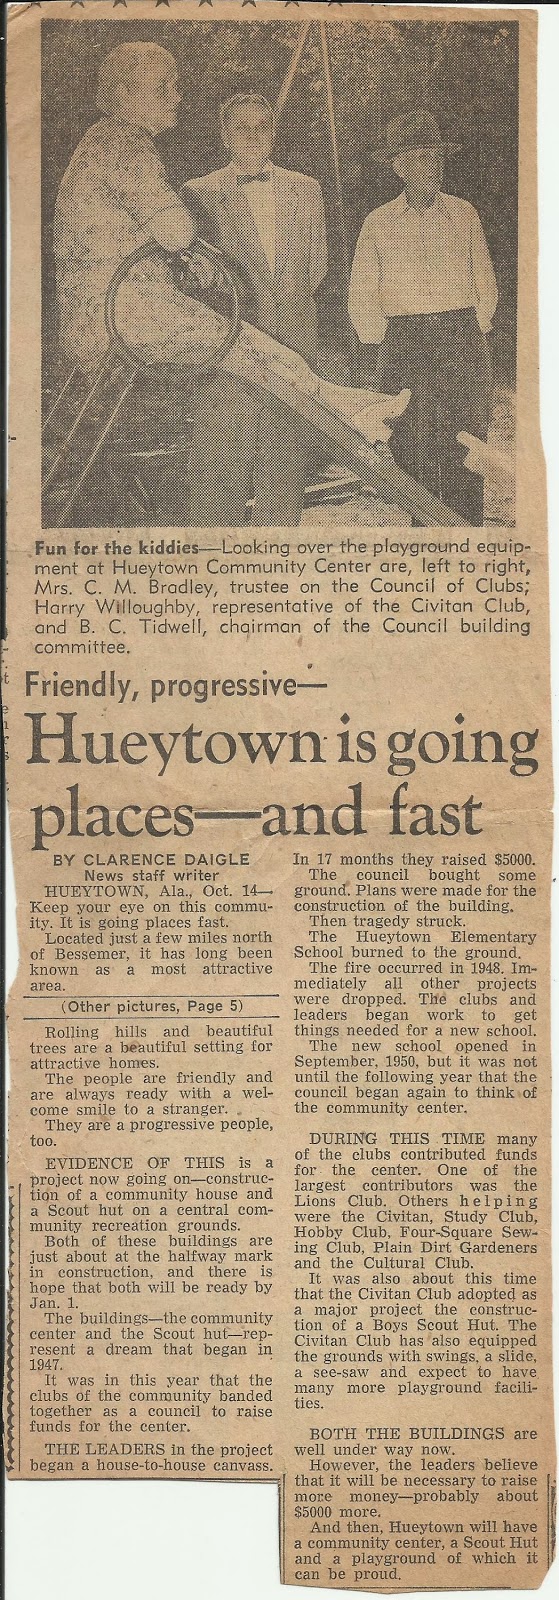 Fun for the kiddies—Looking over the playground equip-
ment at Hueytown Community Center are, left to right,
Mrs. C. M. Bradley, trustee on the Council of Clubs;
Harry Willoughby, representative of the Civitan Club,
and B. C. Tidwell, chairman of the Council building
committee.
Friendly, progressive—
Hueytown is going
places—and fast
BY CLARENCE DAIGLE
News staff writer
HUEYTOWN, Ala., Oct. 14—
Keep your eye on this commu-
ity. It is going places fast.
Located just a few miles north
of Bessemer, it has long been
known as a most attractive
area.
(Other pictures, Page 5)
Rolling hills and beautiful
trees are a beautiful setting for
attractive homes.
The people are friendly and
are always ready with a wel-
come smile to a stranger.
They are a progressive people,
too.
EVIDENCE OF THIS is a
project now going on—construc-
tion of a community house and
a Scout hut on a central com-
munity recreation grounds.
Both of these buildings are
just about at the halfway mark
in construction, and there is
hope that both will be ready by
Jan. 1.
The buildings—the community
center and the Scout hut—rep-
resent a dream that began in
1947.
It was in this year that the
clubs of the community banded
together as a council to raise
funds for the center.
THE LEADERS in the project
began a house-to-house canvass.
In 17 months they raised $5000.
The council bought some
ground. Plans were made for the
construction of the building.
Then tragedy struck.
The Hueytown Elementary
School burned to the ground.
The fire occurred in 1948. Im-
mediately all other projects
were dropped. The clubs and
leaders began work to get
things needed for a new school.
The new school opened in
September, 1950, but it was not
until the following year that the
council began again to think of
the community center.
DURING THIS TIME many
of the clubs contributed funds
for the center. One of the
largest contributors was the
Lions Club. Others helping
were the Civitan, Study Club,
Hobby Club, Four-Square Sew-
ing Club, Plain Dirt Gardeners
and the Cultural Club.
It was also about this time
that the Civitan Club adopted as
a major project the construc-
tion of a Boys Scout Hut. The
Civitan Club has also equipped
the grounds with swings, a slide,
a see-saw and expect to have
many more playground facili-
ties.
BOTH THE BUILDINGS are
well under way now.
However, the leaders believe
that it will be necessary to raise
more money—probably about
$5000 more.
And then, Hueytown will have
a community center, a Scout Hut
and a playground of which it
can be proud.